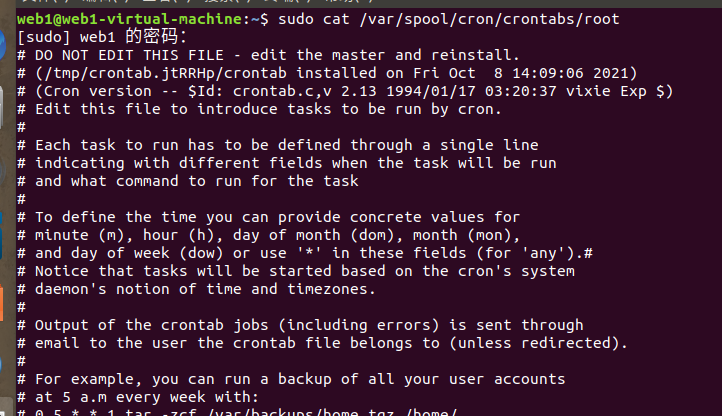 web1@web1-virtual-machine:~$ sudo cat /var/spool/cron/crontabs/root
[sudo] web1 的密码：
# DO NOT EDIT THIS FILE - edit the master and reinstall.
# (/tmp/crontab.jtRRHp/crontab installed on Fri Oct  8 14:09:06 2021)
# (Cron version -- $Id: crontab.c,v 2.13 1994/01/17 03:20:37 vixie Exp $)
# Edit this file to introduce tasks to be run by cron.
#
# Each task to run has to be defined through a single line
# indicating with different fields when the task will be run
# and what command to run for the task
#
# To define the time you can provide concrete values for
# minute (m), hour (h), day of month (dom), month (mon),
# and day of week (dow) or use '*' in these fields (for 'any').#
# Notice that tasks will be started based on the cron's system
# daemon's notion of time and timezones.
#
# Output of the crontab jobs (including errors) is sent through
# email to the user the crontab file belongs to (unless redirected).
#
# For example, you can run a backup of all your user accounts
# at 5 a.m every week with:
# 0 5 * * 1 tar -zcf /var/backups/home.tgz /home/